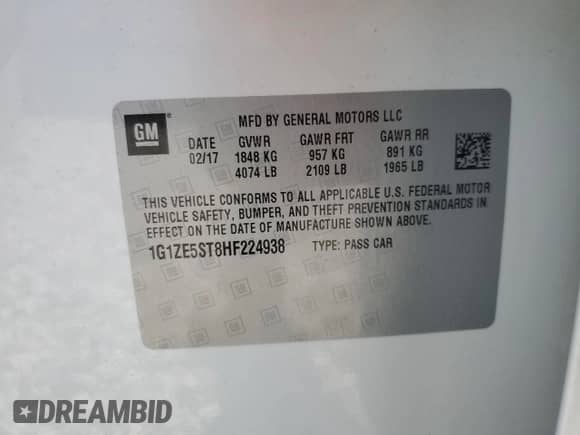 GM
MFD BY GENERAL MOTORS LLC
DATE GVWR GAWR FRT GAWR RR
02/17 1848 KG 957 KG 891 KG
4074 LB 2109 LB 1965 LB
THIS VEHICLE CONFORMS TO ALL APPLICABLE U.S. FEDERAL MOTOR
VEHICLE SAFETY, BUMPER, AND THEFT PREVENTION STANDARDS IN
EFFECT ON THE DATE OF MANUFACTURE SHOWN ABOVE.
1G1ZE5ST8HF224938 TYPE: PASS CAR
DREAMBID